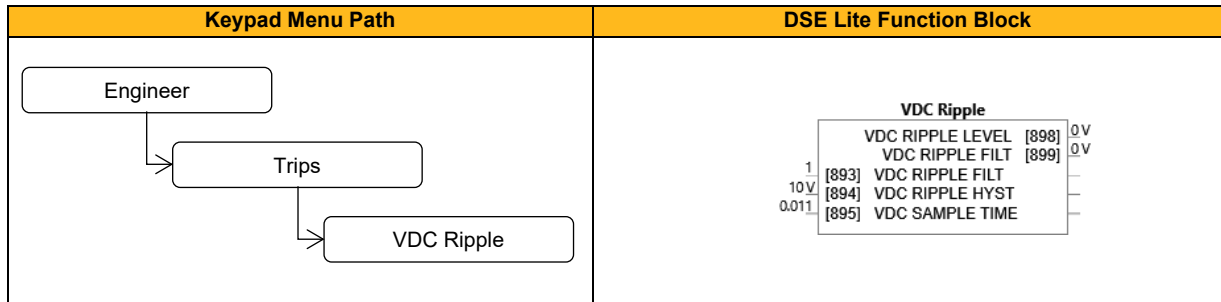 Keypad Menu Path
DSE Lite Function Block
Engineer
Trips
VDC Ripple
VDC Ripple
VDC RIPPLE LEVEL [898] 0 V
VDC RIPPLE FILT [899] 0 V
1 [893] VDC RIPPLE FILT
10 V [894] VDC RIPPLE HYST
0.011 [895] VDC SAMPLE TIME